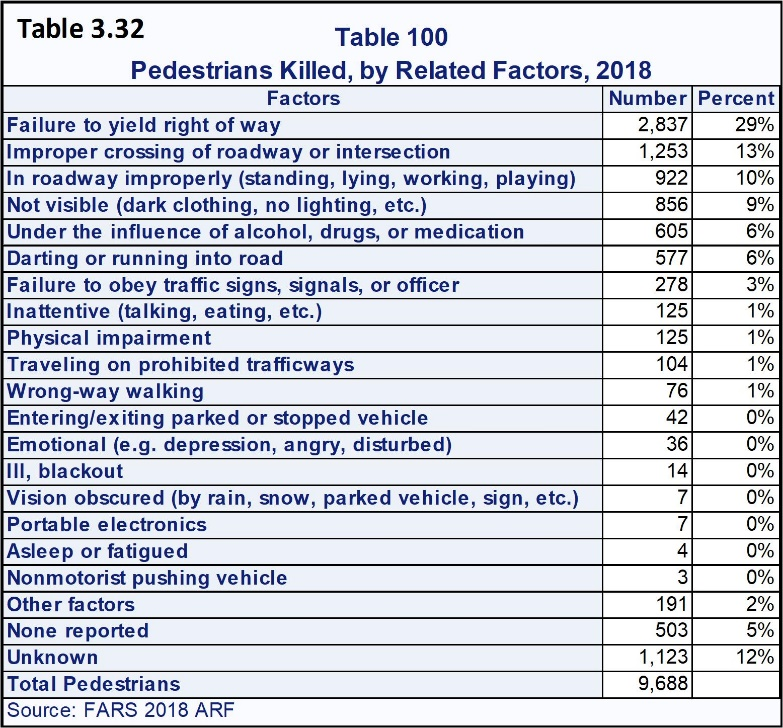 Table 3.32
Table 100
Pedestrians Killed, by Related Factors, 2018
Factors Number Percent
Failure to yield right of way 2,837 29%
Improper crossing of roadway or intersection 1,253 13%
In roadway improperly (standing, lying, working, playing) 922 10%
Not visible (dark clothing, no lighting, etc.) 856 9%
Under the influence of alcohol, drugs, or medication 605 6%
Darting or running into road 577 6%
Failure to obey traffic signs, signals, or officer 278 3%
Inattentive (talking, eating, etc.) 125 1%
Physical impairment 125 1%
Traveling on prohibited trafficways 104 1%
Wrong-way walking 76 1%
Entering/exiting parked or stopped vehicle 42 0%
Emotional (e.g. depression, angry, disturbed) 36 0%
Ill, blackout 14 0%
Vision obscured (by rain, snow, parked vehicle, sign, etc.) 7 0%
Portable electronics 7 0%
Asleep or fatigued 4 0%
Nonmotorist pushing vehicle 3 0%
Other factors 191 2%
None reported 503 5%
Unknown 1,123 12%
Total Pedestrians 9,688
Source: FARS 2018 ARF